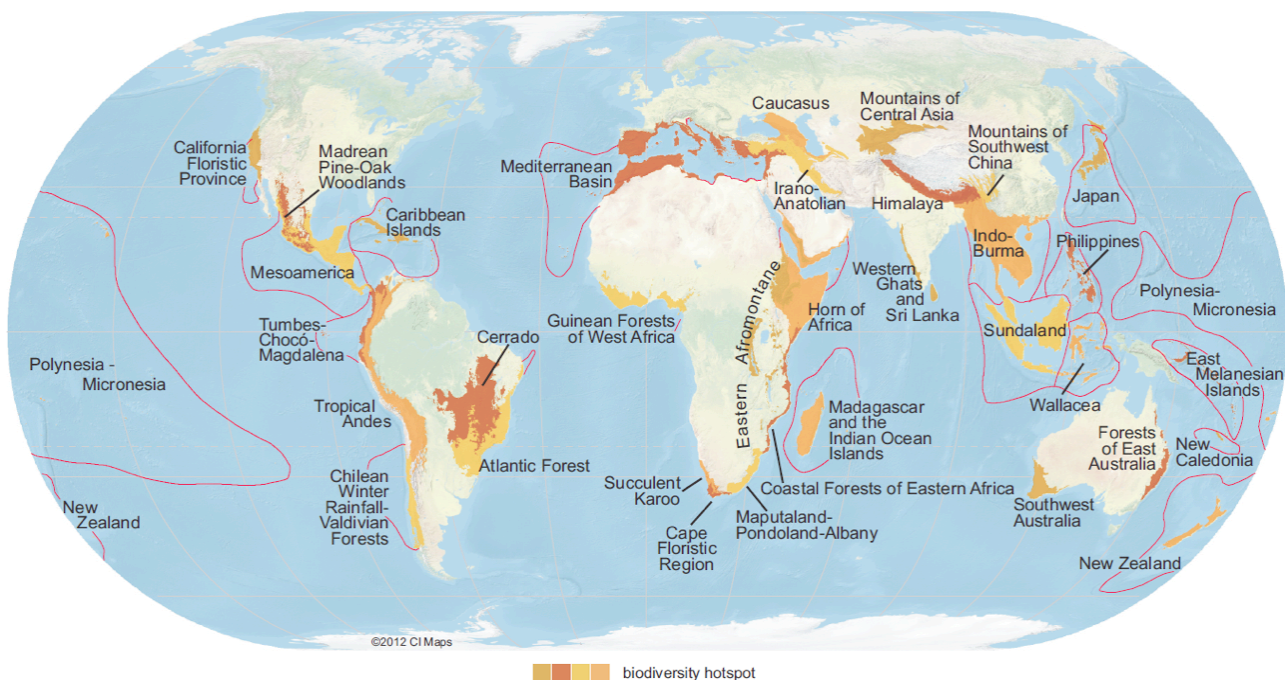 Caucasus
Mountains of
Central Asia
Mountains of
Southwest
China
California
Floristic
Province
Madrean
Pine-Oak
Woodlands
Mediterranean
Basin
Irano-
Anatolian
Himalaya
Japan
Caribbean
Islands
Indo-
Burma
Philippines
Mesoamerica
Western
Ghats
and
Sri Lanka
Polynesia-
Micronesia
Tumbes-
Chocó-
Magdalena
Cerrado
Guinean Forests
of West Africa
Eastern Afromontane
Horn of
Africa
Sundaland
Polynesia -
Micronesia
East
Melanesian
Islands
Wallacea
Tropical
Andes
Madagascar
and the
Indian Ocean
Islands
Forests
of East
Australia
New
Caledonia
Atlantic Forest
Chilean
Winter
Rainfall-
Valdivian
Forests
Succulent
Karoo
Coastal Forests of Eastern Africa
Southwest
Australia
New
Zealand
Cape
Floristic
Region
Maputaland-
Pondoland-Albany
New Zealand
©2012 CI Maps
biodiversity hotspot